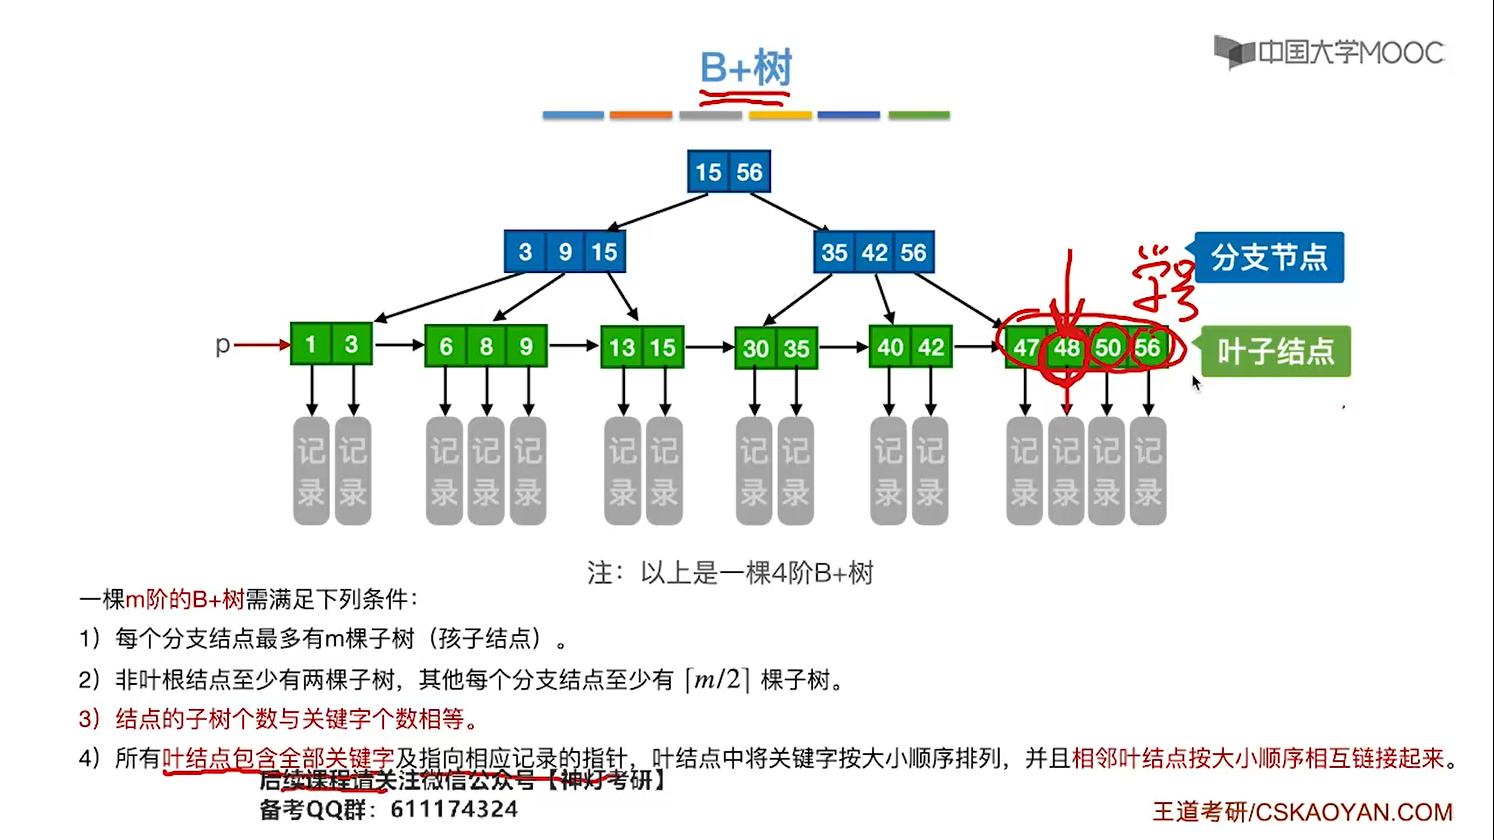 中国大学MOOC
B+树
15 56
3 9 15
35 42 56
学号
分支节点
p
1 3
6 8 9
13 15
30 35
40 42
47 48 50 56
叶子结点
记录 记录 记录 记录 记录 记录 记录 记录 记录 记录 记录 记录 记录 记录 记录
注：以上是一棵4阶B+树
一棵m阶的B+树需满足下列条件：
1）每个分支结点最多有m棵子树（孩子结点）。
2）非叶根结点至少有两棵子树，其他每个分支结点至少有 ⌈m/2⌉ 棵子树。
3）结点的子树个数与关键字个数相等。
4）所有叶结点包含全部关键字及指向相应记录的指针，叶结点中将关键字按大小顺序排列，并且相邻叶结点按大小顺序相互链接起来。
后续课程请关注微信公众号【神灯考研】
备考QQ群：611174324
王道考研/CSKAOYAN.COM